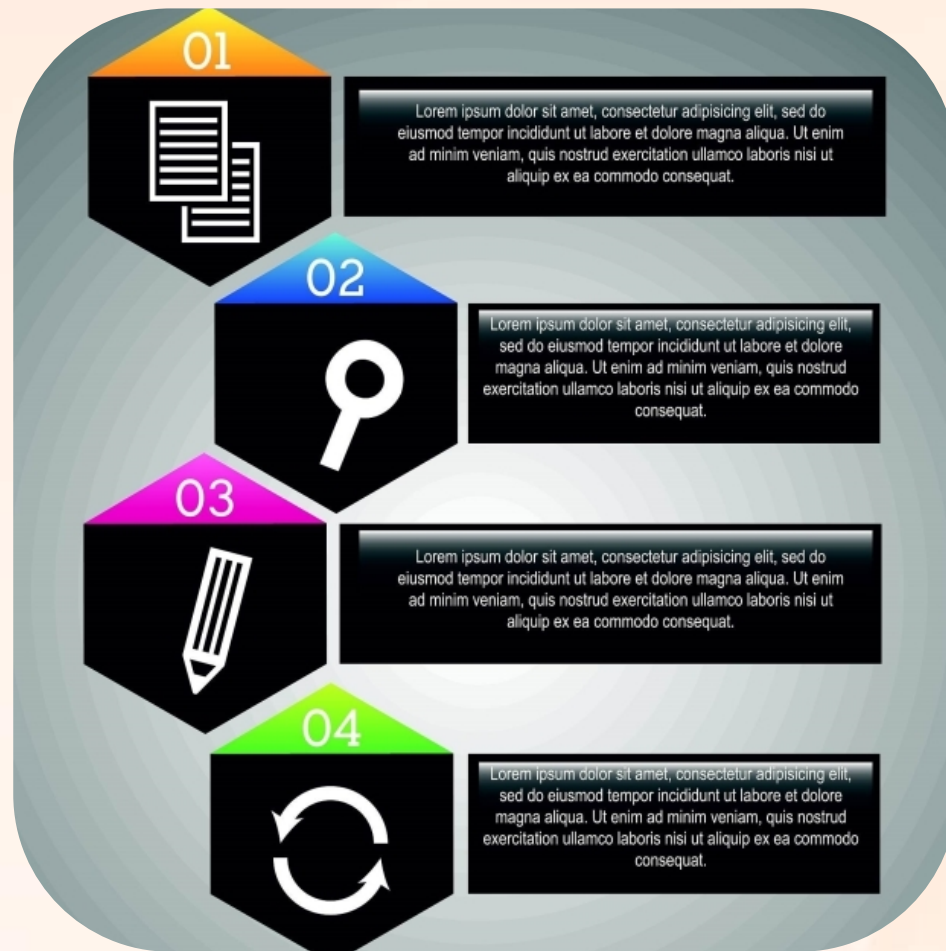 01
Lorem ipsum dolor sit amet, consectetur adipisicing elit, sed do
eiusmod tempor incididunt ut labore et dolore magna aliqua. Ut enim
ad minim veniam, quis nostrud exercitation ullamco laboris nisi ut
aliquip ex ea commodo consequat.
02
Lorem ipsum dolor sit amet, consectetur adipisicing elit,
sed do eiusmod tempor incididunt ut labore et dolore
magna aliqua. Ut enim ad minim veniam, quis nostrud
exercitation ullamco laboris nisi ut aliquip ex ea commodo
consequat.
03
Lorem ipsum dolor sit amet, consectetur adipisicing elit, sed do
eiusmod tempor incididunt ut labore et dolore magna aliqua. Ut enim
ad minim veniam, quis nostrud exercitation ullamco laboris nisi ut
aliquip ex ea commodo consequat.
04
Lorem ipsum dolor sit amet, consectetur adipisicing elit,
sed do eiusmod tempor incididunt ut labore et dolore
magna aliqua. Ut enim ad minim veniam, quis nostrud
exercitation ullamco laboris nisi ut aliquip ex ea commodo
consequat.